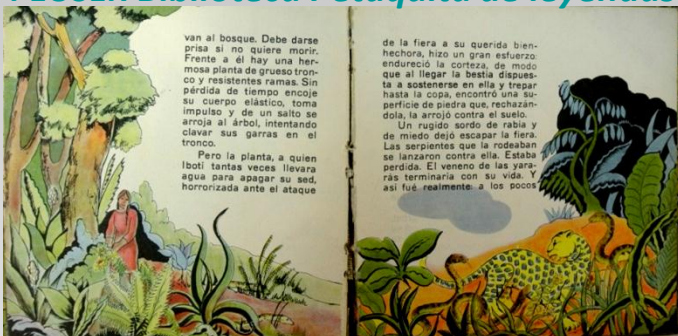 Biblioteca Petaquita de leyendas
van al bosque. Debe darse
prisa si no quiere morir.
Frente a él hay una her-
mosa planta de grueso tron-
co y resistentes ramas. Sin
pérdida de tiempo encoje
su cuerpo elástico, toma
impulso y de un salto se
arroja al árbol, intentando
clavar sus garras en el
tronco.
Pero la planta, a quien
Ibotí tantas veces llevara
agua para apagar su sed,
horrorizada ante el ataque
de la fiera a su querida bien-
hechora, hizo un gran esfuerzo:
endureció la corteza, de modo
que al llegar la bestia dispues-
ta a sostenerse en ella y trepar
hasta la copa, encontró una su-
perficie de piedra que, rechazán-
dola, la arrojó contra el suelo.
Un rugido sordo de rabia y
de miedo dejó escapar la fiera.
Las serpientes que la rodeaban
se lanzaron contra ella. Estaba
perdida. El veneno de las yara-
rás terminaría con su vida. Y
así fué realmente: a los pocos